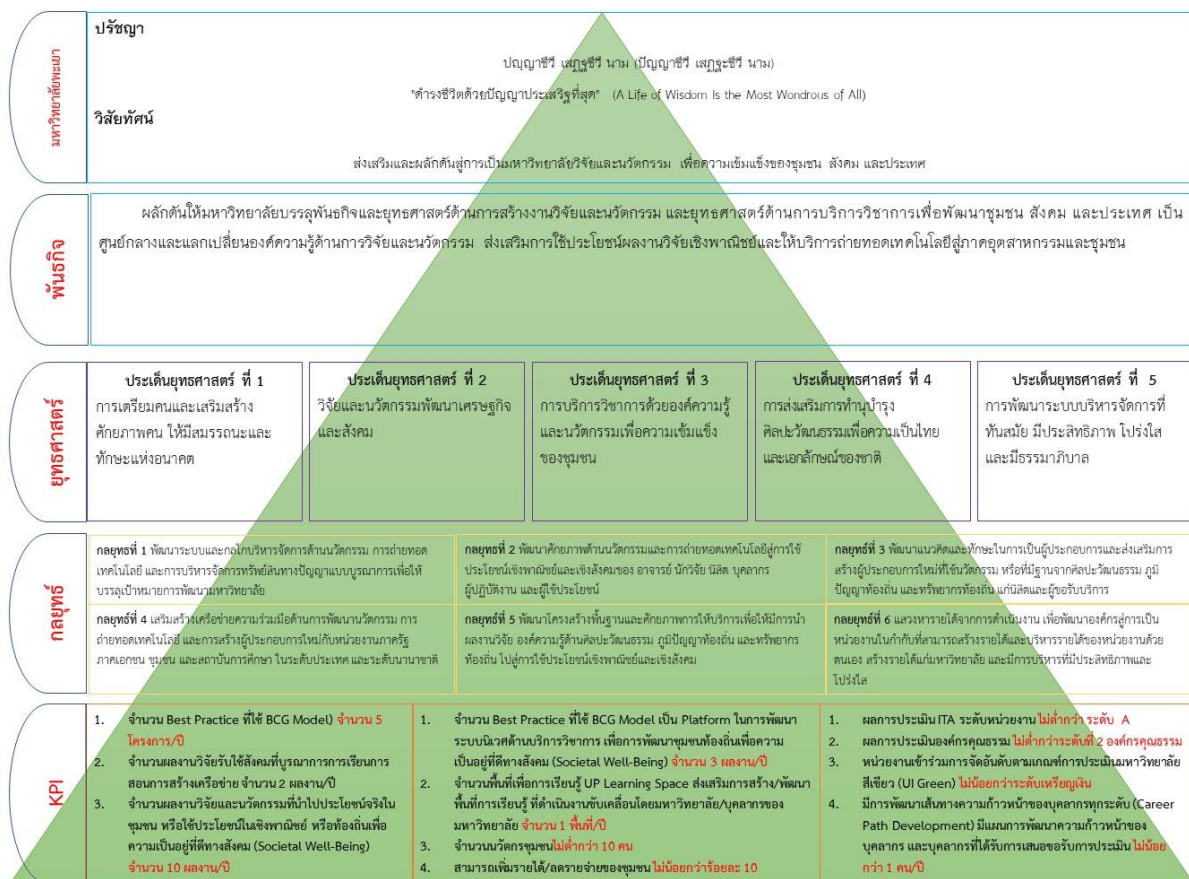 มหาวิทยาลัยพะเยา
ปรัชญา
ปญญาชีวี เสฏฐชีวี นาม (ปัญญาชีวี เสฏฐะชีวี นาม)
"ดำรงชีวิตด้วยปัญญาประเสริฐที่สุด" (A Life of Wisdom Is the Most Wondrous of All)
วิสัยทัศน์
ส่งเสริมและผลักดันสู่การเป็นมหาวิทยาลัยวิจัยและนวัตกรรม เพื่อความเข้มแข็งของชุมชน สังคม และประเทศ
พันธกิจ
ผลักดันให้มหาวิทยาลัยบรรลุพันธกิจและยุทธศาสตร์ด้านการสร้างงานวิจัยและนวัตกรรม และยุทธศาสตร์ด้านการบริการวิชาการเพื่อพัฒนาชุมชน สังคม และประเทศ เป็น
ศูนย์กลางและแลกเปลี่ยนองค์ความรู้ด้านการวิจัยและนวัตกรรม ส่งเสริมการใช้ประโยชน์ผลงานวิจัยเชิงพาณิชย์และให้บริการถ่ายทอดเทคโนโลยีสู่ภาคอุตสาหกรรมและชุมชน
ยุทธศาสตร์
ประเด็นยุทธศาสตร์ ที่ 1
การเตรียมคนและเสริมสร้าง
ศักยภาพคน ให้มีสมรรถนะและ
ทักษะแห่งอนาคต
ประเด็นยุทธศาสตร์ ที่ 2
วิจัยและนวัตกรรมพัฒนาเศรษฐกิจ
และสังคม
ประเด็นยุทธศาสตร์ ที่ 3
การบริการวิชาการด้วยองค์ความรู้
และนวัตกรรมเพื่อความเข้มแข็ง
ของชุมชน
ประเด็นยุทธศาสตร์ ที่ 4
การส่งเสริมการทำนุบำรุง
ศิลปะวัฒนธรรมเพื่อความเป็นไทย
และเอกลักษณ์ของชาติ
ประเด็นยุทธศาสตร์ ที่ 5
การพัฒนาระบบบริหารจัดการที่
ทันสมัย มีประสิทธิภาพ โปร่งใส
และมีธรรมาภิบาล
กลยุทธ์
กลยุทธที่ 1 พัฒนาระบบและกลไกบริหารจัดการด้านนวัตกรรม การถ่ายทอด
เทคโนโลยี และการบริหารจัดการทรัพย์สินทางปัญญาแบบบูรณาการเพื่อให้
บรรลุเป้าหมายการพัฒนามหาวิทยาลัย
กลยุทธที่ 2 พัฒนาศักยภาพด้านนวัตกรรมและการถ่ายทอดเทคโนโลยีสู่การใช้
ประโยชน์เชิงพาณิชย์และเชิงสังคมของ อาจารย์ นักวิจัย นิสิต บุคลากร
ผู้ปฏิบัติงาน และผู้ใช้ประโยชน์
กลยุทธที่ 3 พัฒนาแนวคิดและทักษะในการเป็นผู้ประกอบการและส่งเสริมการ
สร้างผู้ประกอบการใหม่ที่ใช้นวัตกรรม หรือที่มีฐานจากศิลปะวัฒนธรรม ภูมิ
ปัญญาท้องถิ่น และทรัพยากรท้องถิ่น แก่นิสิตและผู้ขอรับบริการ
กลยุทธที่ 4 เสริมสร้างเครือข่ายความร่วมมือด้านการพัฒนานวัตกรรม การ
ถ่ายทอดเทคโนโลยี และการสร้างผู้ประกอบการใหม่กับหน่วยงานภาครัฐ
ภาคเอกชน ชุมชน และสถาบันการศึกษา ในระดับประเทศ และระดับนานาชาติ
กลยุทธที่ 5 พัฒนาโครงสร้างพื้นฐานและศักยภาพการให้บริการเพื่อให้มีการนำ
ผลงานวิจัย องค์ความรู้ด้านศิลปะวัฒนธรรม ภูมิปัญญาท้องถิ่น และทรัพยากร
ท้องถิ่น ไปสู่การใช้ประโยชน์เชิงพาณิชย์และเชิงสังคม
กลยยุทธที่ 6 แสวงหารายได้จากการดำเนินงาน เพื่อพัฒนาองค์กรสู่การเป็น
หน่วยงานในกำกับที่สามารถสร้างรายได้และบริหารรายได้ของหน่วยงานด้วย
ตนเอง สร้างรายได้แก่มหาวิทยาลัย และมีการบริหารที่มีประสิทธิภาพและ
โปร่งใส
KPI
1. จำนวน Best Practice ที่ใช้ BCG Model) จำนวน 5
โครงการ/ปี
2. จำนวนผลงานวิจัยรับใช้สังคมที่บูรณาการการเรียนการ
สอนการสร้างเครือข่าย จำนวน 2 ผลงาน/ปี
3. จำนวนผลงานวิจัยและนวัตกรรมที่นำไปประโยชน์จริงใน
ชุมชน หรือใช้ประโยชน์ในเชิงพาณิชย์ หรือท้องถิ่นเพื่อ
ความเป็นอยู่ที่ดีทางสังคม (Societal Well-Being)
จำนวน 10 ผลงาน/ปี
1. จำนวน Best Practice ที่ใช้ BCG Model เป็น Platform ในการพัฒนา
ระบบนิเวศด้านบริการวิชาการ เพื่อการพัฒนาชุมชนท้องถิ่นเพื่อความ
เป็นอยู่ที่ดีทางสังคม (Societal Well-Being) จำนวน 3 ผลงาน/ปี
2. จำนวนพื้นที่เพื่อการเรียนรู้ UP Learning Space ส่งเสริมการสร้าง/พัฒนา
พื้นที่การเรียนรู้ ที่ดำเนินงานขับเคลื่อนโดยมหาวิทยาลัย/บุคลากรของ
มหาวิทยาลัย จำนวน 1 พื้นที่/ปี
3. จำนวนนวัตกรชุมชนไม่ต่ำกว่า 10 คน
4. สามารถเพิ่มรายได้/ลดรายจ่ายของชุมชน ไม่น้อยกว่าร้อยละ 10
1. ผลการประเมิน ITA ระดับหน่วยงาน ไม่ต่ำกว่า ระดับ A
2. ผลการประเมินองค์กรคุณธรรม ไม่ต่ำกว่าระดับที่ 2 องค์กรคุณธรรม
3. หน่วยงานเข้าร่วมการจัดอันดับตามเกณฑ์การประเมินมหาวิทยาลัย
สีเขียว (UI Green) ไม่น้อยกว่าระดับเหรียญเงิน
4. มีการพัฒนาเส้นทางความก้าวหน้าของบุคลากรทุกระดับ (Career
Path Development) มีแผนการพัฒนาความก้าวหน้าของ
บุคลากร และบุคลากรที่ได้รับการเสนอขอรับการประเมิน ไม่น้อย
กว่า 1 คน/ปี